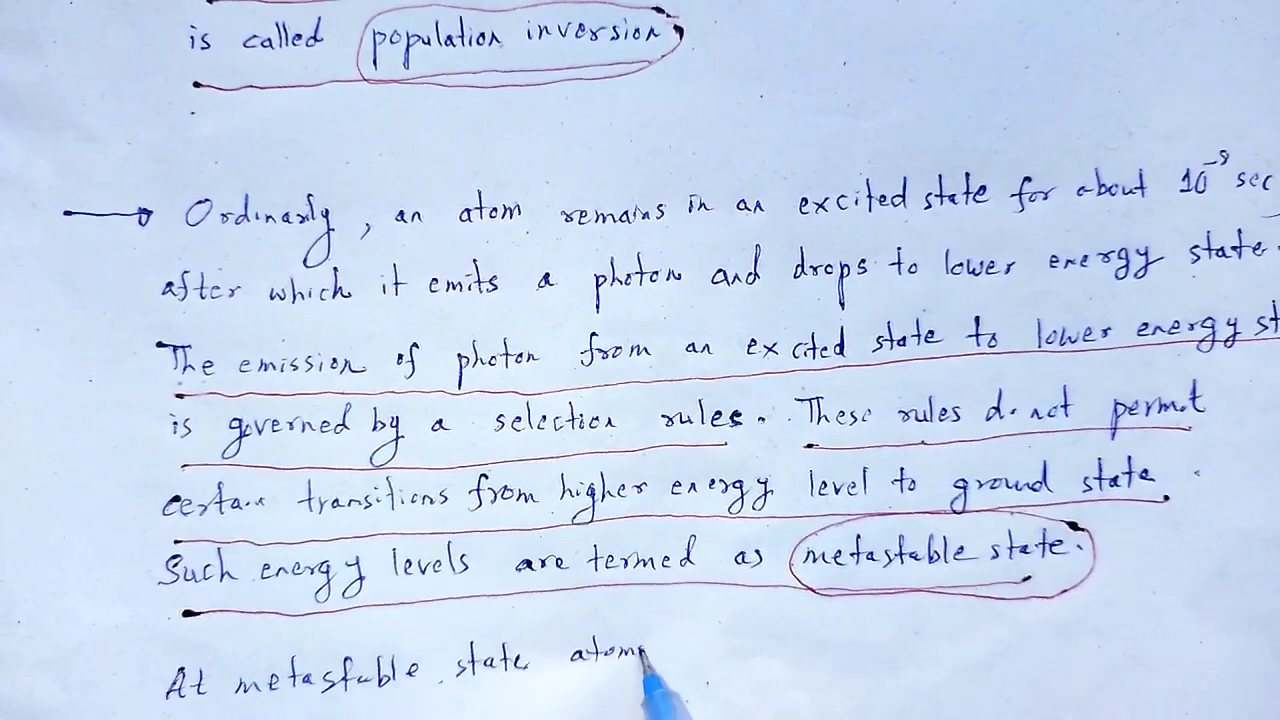 is called population inversion
Ordinarily, an atom remains in an excited state for about 10⁻⁸ sec
after which it emits a photon and drops to lower energy state.
The emission of photon from an excited state to lower energy st
is governed by a selection rules. These rules do not permit
certain transitions from higher energy level to ground state.
Such energy levels are termed as metastable state.
At metastable state atom